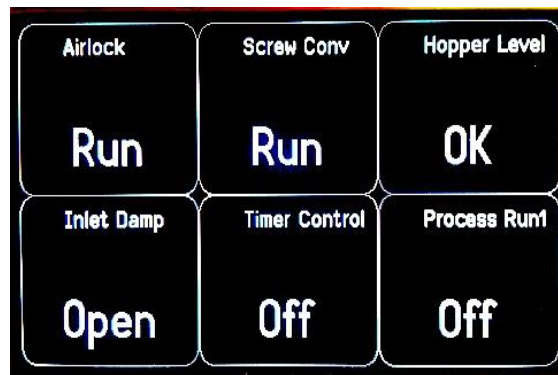 Airlock
Screw Conv
Hopper Level
Run
Run
OK
Inlet Damp
Timer Control
Process Run1
Open
Off
Off